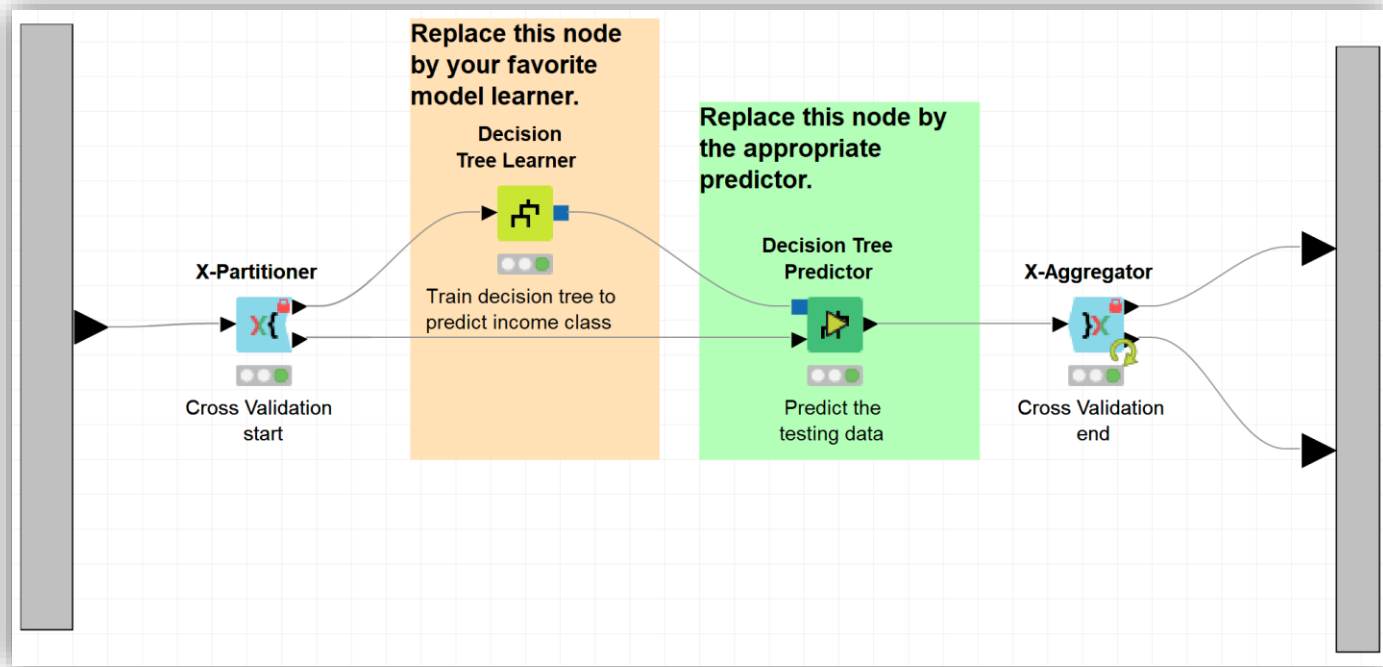 Replace this node
by your favorite
model learner.
Decision
Tree Learner
Train decision tree to
predict income class
Replace this node by
the appropriate
predictor.
Decision Tree
Predictor
Predict the
testing data
X-Partitioner
X{
Cross Validation
start
X-Aggregator
}X
Cross Validation
end